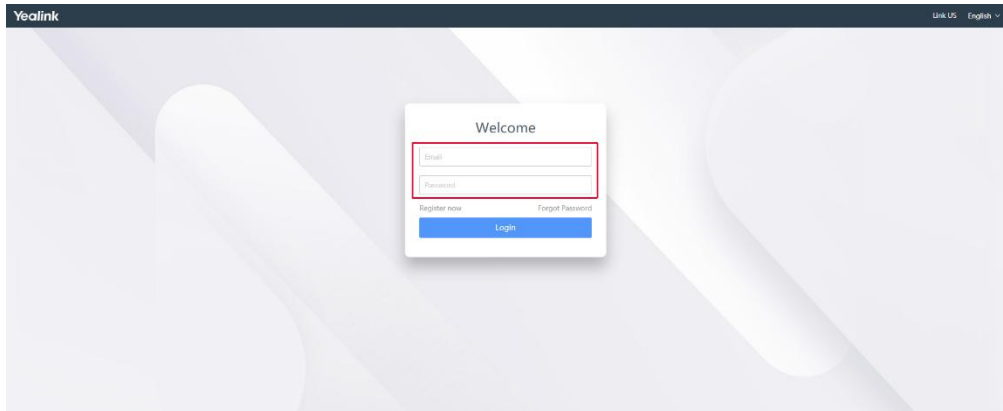 Yealink
Link US English
Welcome
Email
Password
Register now Forgot Password
Login